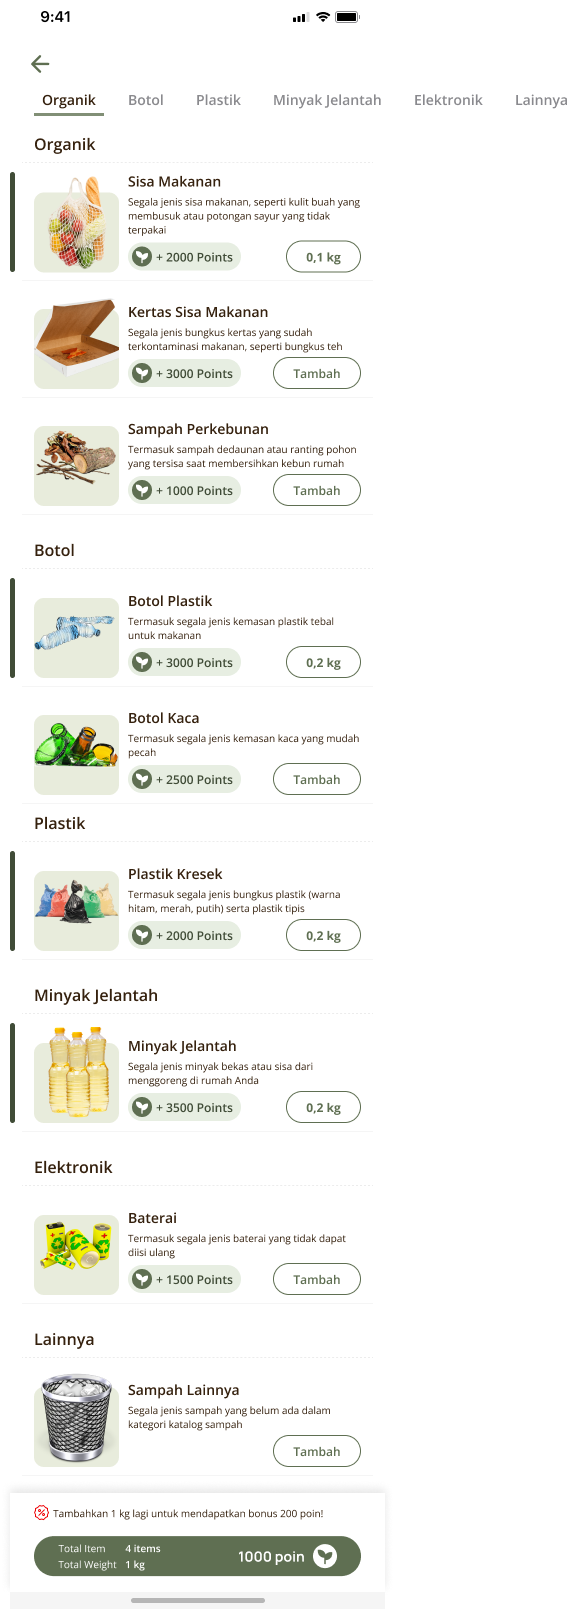 9:41
Organik Botol Plastik Minyak Jelantah Elektronik Lainnya
Organik
Sisa Makanan
Segala jenis sisa makanan, seperti kulit buah yang
membusuk atau potongan sayur yang tidak
terpakai
+ 2000 Points 0,1 kg
Kertas Sisa Makanan
Segala jenis bungkus kertas yang sudah
terkontaminasi makanan, seperti bungkus teh
+ 3000 Points Tambah
Sampah Perkebunan
Termasuk sampah dedaunan atau ranting pohon
yang tersisa saat membersihkan kebun rumah
+ 1000 Points Tambah
Botol
Botol Plastik
Termasuk segala jenis kemasan plastik tebal
untuk makanan
+ 3000 Points 0,2 kg
Botol Kaca
Termasuk segala jenis kemasan kaca yang mudah
pecah
+ 2500 Points Tambah
Plastik
Plastik Kresek
Termasuk segala jenis bungkus plastik (warna
hitam, merah, putih) serta plastik tipis
+ 2000 Points 0,2 kg
Minyak Jelantah
Minyak Jelantah
Segala jenis minyak bekas atau sisa dari
menggoreng di rumah Anda
+ 3500 Points 0,2 kg
Elektronik
Baterai
Termasuk segala jenis baterai yang tidak dapat
diisi ulang
+ 1500 Points Tambah
Lainnya
Sampah Lainnya
Segala jenis sampah yang belum ada dalam
kategori katalog sampah
Tambah
Tambahkan 1 kg lagi untuk mendapatkan bonus 200 poin!
Total Item 4 items
Total Weight 1 kg
1000 poin